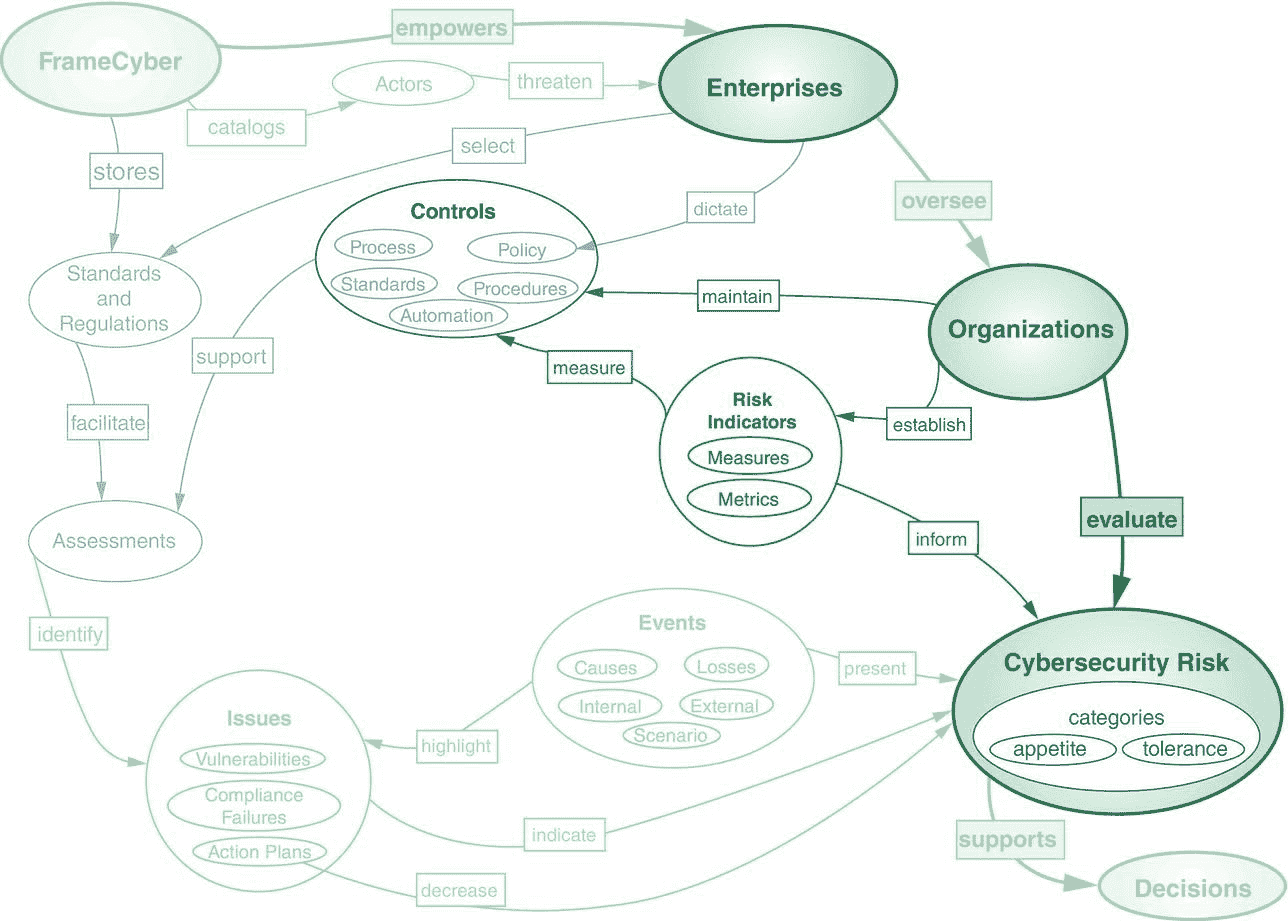 empowers
FrameCyber
Enterprises
Actors
threaten
catalogs
select
stores
oversee
dictate
Controls
Process
Policy
Standards
Procedures
Automation
Standards
and
Regulations
maintain
Organizations
support
measure
Risk
Indicators
Measures
Metrics
establish
facilitate
evaluate
Assessments
inform
identify
Events
Causes
Losses
Internal
External
Scenario
present
Cybersecurity Risk
categories
appetite
tolerance
Issues
Vulnerabilities
Compliance
Failures
Action Plans
highlight
indicate
supports
decrease
Decisions